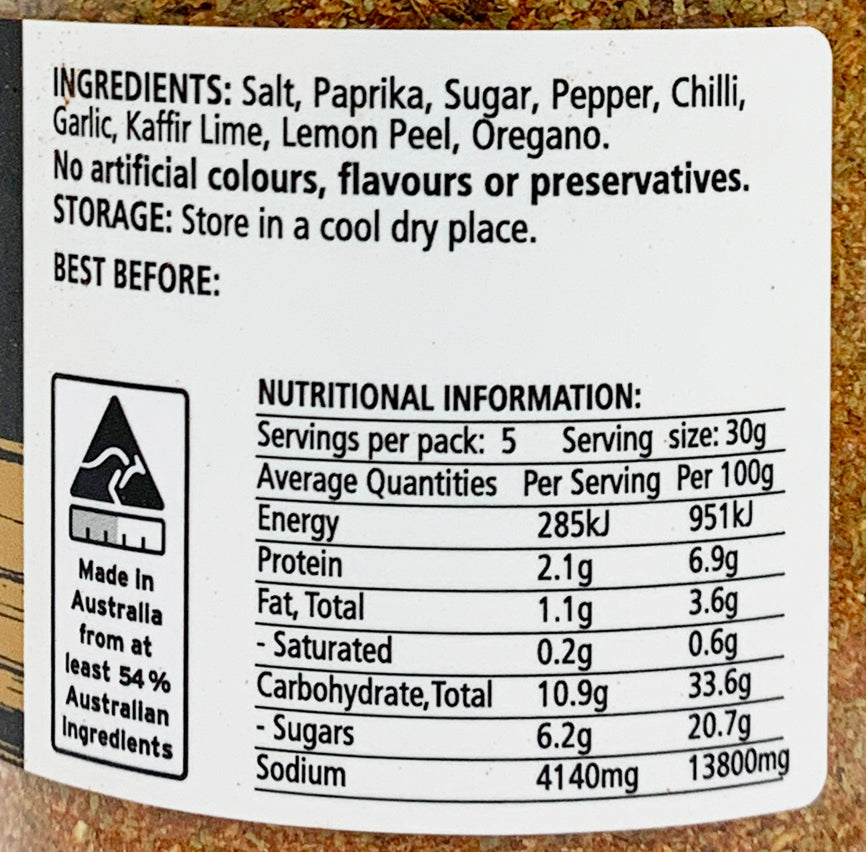 INGREDIENTS: Salt, Paprika, Sugar, Pepper, Chilli,
Garlic, Kaffir Lime, Lemon Peel, Oregano.
No artificial colours, flavours or preservatives.
STORAGE: Store in a cool dry place.
BEST BEFORE:
Made in
Australia
from at
least 54%
Australian
ingredients
NUTRITIONAL INFORMATION:
Servings per pack: 5 Serving size: 30g
Average Quantities Per Serving Per 100g
Energy 285kJ 951kJ
Protein 2.1g 6.9g
Fat, Total 1.1g 3.6g
- Saturated 0.2g 0.6g
Carbohydrate, Total 10.9g 33.6g
- Sugars 6.2g 20.7g
Sodium 4140mg 13800mg